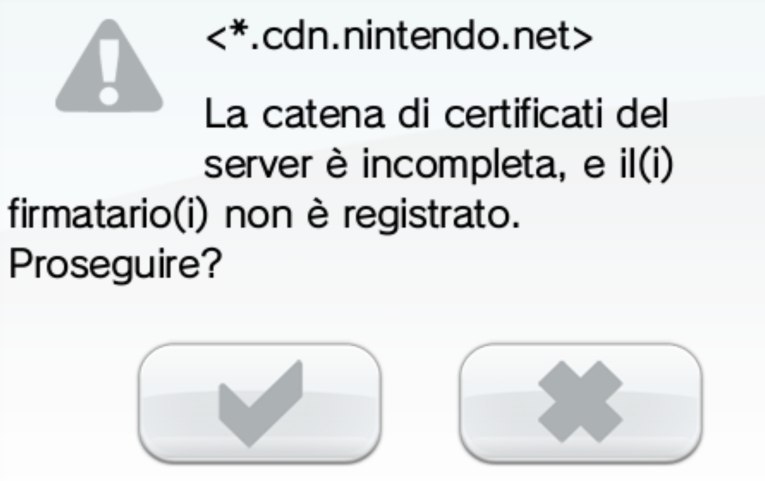 <*.cdn.nintendo.net>
La catena di certificati del
server è incompleta, e il(i)
firmatario(i) non è registrato.
Proseguire?